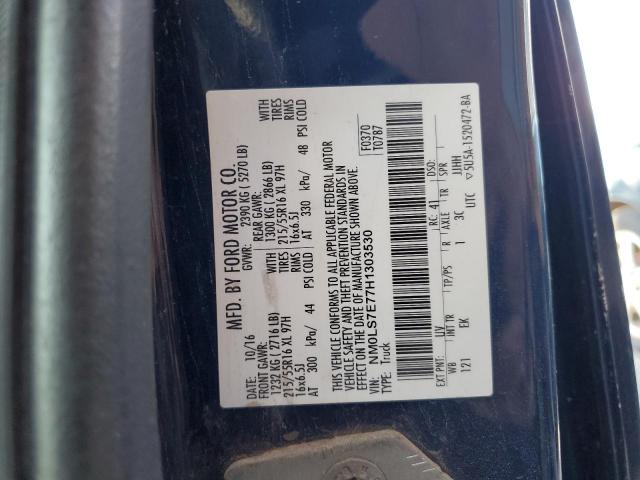 MFD. BY FORD MOTOR CO.
DATE: 10/16 GVWR: 2390 KG ( 5270 LB)
FRONT GAWR: REAR GAWR:
1232 KG ( 2716 LB) WITH 1300 KG ( 2866 LB) WITH
215/55R16 XL 97H TIRES 215/55R16 XL 97H TIRES
16x6.5J RIMS 16x6.5J RIMS
AT 300 kPa/ 44 PSI COLD AT 330 kPa/ 48 PSI COLD
THIS VEHICLE CONFORMS TO ALL APPLICABLE FEDERAL MOTOR
VEHICLE SAFETY AND THEFT PREVENTION STANDARDS IN
EFFECT ON THE DATE OF MANUFACTURE SHOWN ABOVE.
VIN: NM0LS7E77H1303530 F0370
TYPE: Truck T0787
EXT PNT: LV RC: 41 DSO:
WB INT TR TP/PS R AXLE TR SPR
121 EK 1 3C JJHH
UTC ▽5U5A-1520472-BA